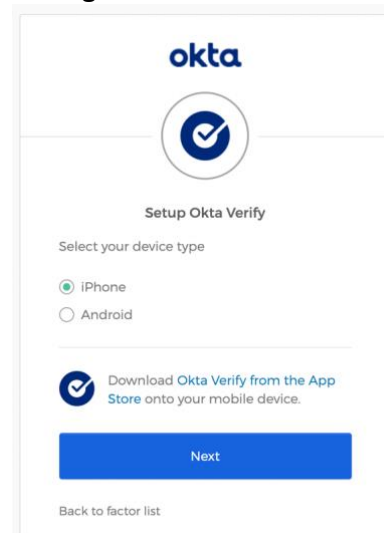 okta
Setup Okta Verify
Select your device type
iPhone
Android
Download Okta Verify from the App
Store onto your mobile device.
Next
Back to factor list